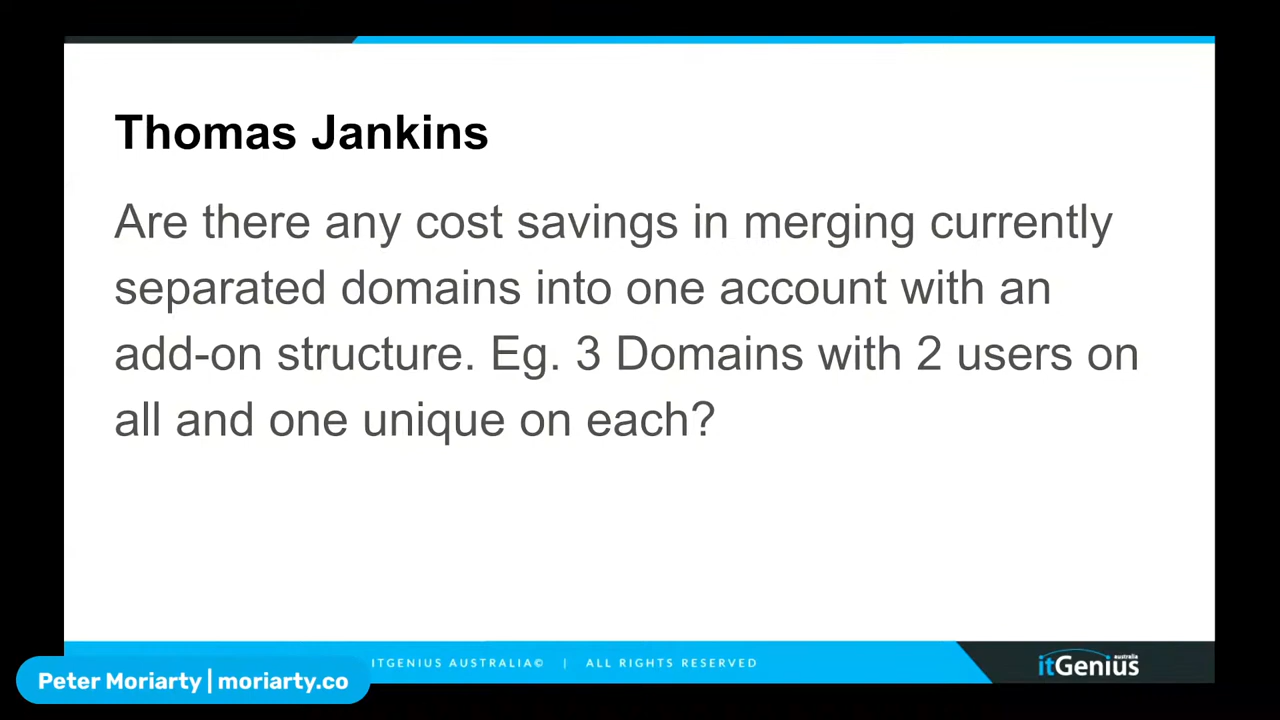 Thomas Jankins
Are there any cost savings in merging currently
separated domains into one account with an
add-on structure. Eg. 3 Domains with 2 users on
all and one unique on each?
ITGENIUS AUSTRALIA© | ALL RIGHTS RESERVED
australia
itGenius
Peter Moriarty | moriarty.co